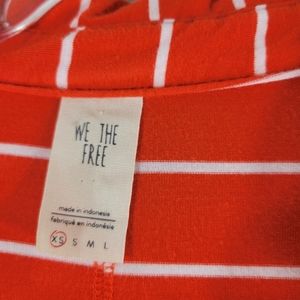 WE THE
FREE
made in indonesia
fabriqué en indonésie
XS S M L